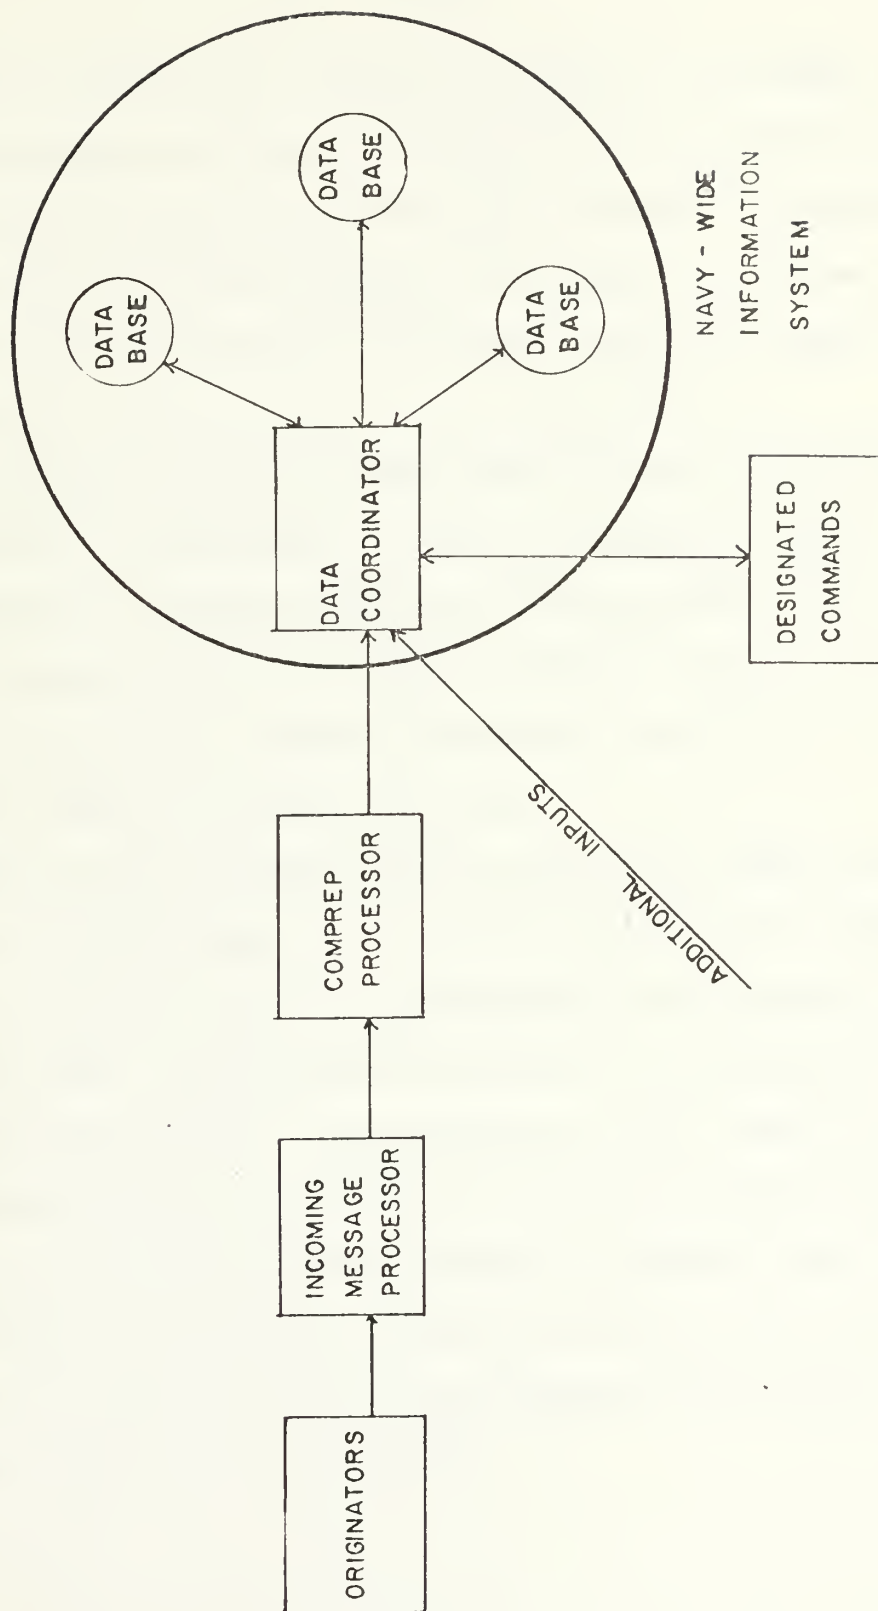 ORIGINATORS
INCOMING
MESSAGE
PROCESSOR
COMPREP
PROCESSOR
ADDITIONAL INPUTS
DATA
COORDINATOR
DATA
BASE
DATA
BASE
DATA
BASE
DESIGNATED
COMMANDS
NAVY - WIDE
INFORMATION
SYSTEM